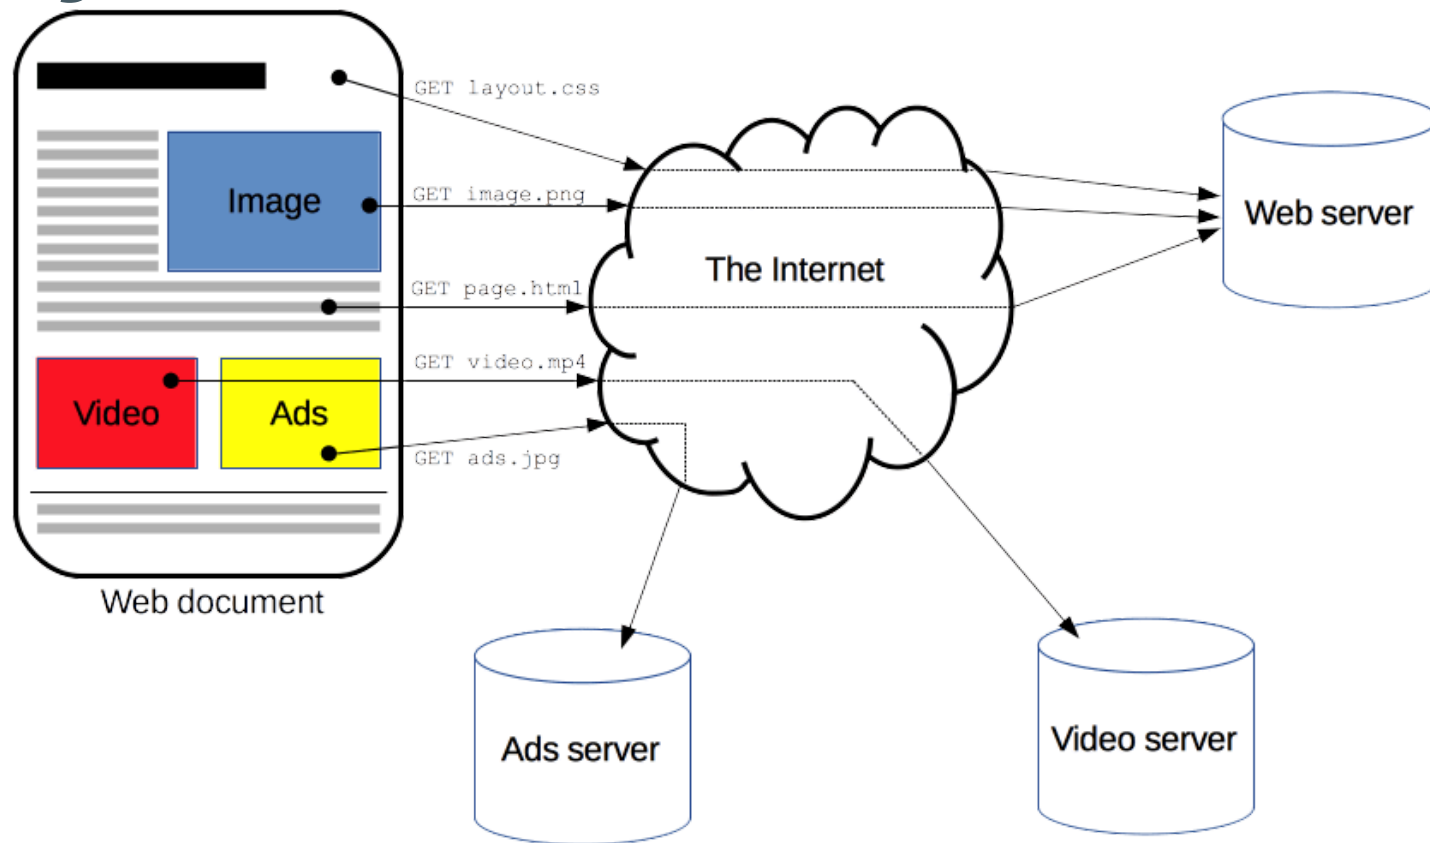 GET layout.css
Image
GET image.png
Web server
The Internet
GET page.html
GET video.mp4
Video
Ads
GET ads.jpg
Web document
Ads server
Video server